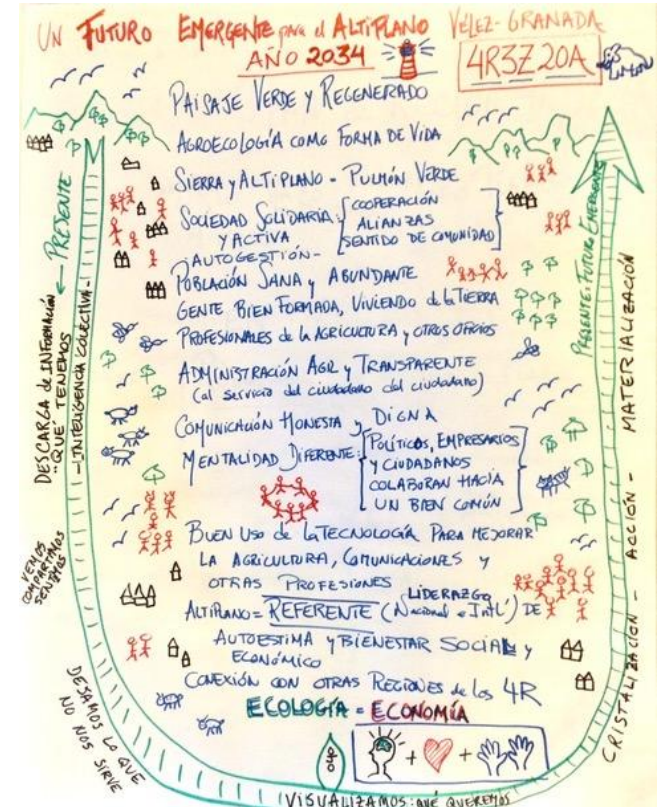 UN FUTURO EMERGENTE para el ALTIPLANO VÉLEZ-GRANADA
AÑO 2034
4R3Z20A
PAISAJE VERDE Y REGENERADO
AGROECOLOGÍA COMO FORMA DE VIDA
SIERRA y ALTIPLANO - PULMÓN VERDE
SOCIEDAD SOLIDARIA: COOPERACIÓN
Y ACTIVA ALIANZAS
SENTIDO DE COMUNIDAD
- AUTOGESTIÓN -
POBLACIÓN SANA y ABUNDANTE
GENTE BIEN FORMADA, VIVIENDO de la TIERRA
PROFESIONALES de la AGRICULTURA y OTROS OFICIOS
ADMINISTRACIÓN AGIL y TRANSPARENTE
(al servicio del ciudadano del ciudadano)
COMUNICACIÓN HONESTA y DIGNA
MENTALIDAD DIFERENTE: POLÍTICOS, EMPRESARIOS
Y CIUDADANOS
COLABORAN HACIA
UN BIEN COMÚN
BUEN USO de la TECNOLOGÍA PARA MEJORAR
LA AGRICULTURA, COMUNICACIONES y
OTRAS PROFESIONES
ALTIPLANO = REFERENTE (Nacional e Intl') DE
LIDERAZGO
AUTOESTIMA y BIENESTAR SOCIAL y
ECONÓMICO
CONEXIÓN CON OTRAS REGIONES de los 4R
ECOLOGÍA = ECONOMÍA
← PRESENTE
DESCARGA de INFORMACIÓN
"QUÉ" TENEMOS
- INTELIGENCIA COLECTIVA -
VEMOS
COMPARTIMOS
SENTIMOS
DEJAMOS LO QUE
NO NOS SIRVE
VISUALIZAMOS: QUÉ QUEREMOS
CRISTALIZACIÓN - ACCIÓN - MATERIALIZACIÓN
PRESENTE: FUTURO EMERGENTE